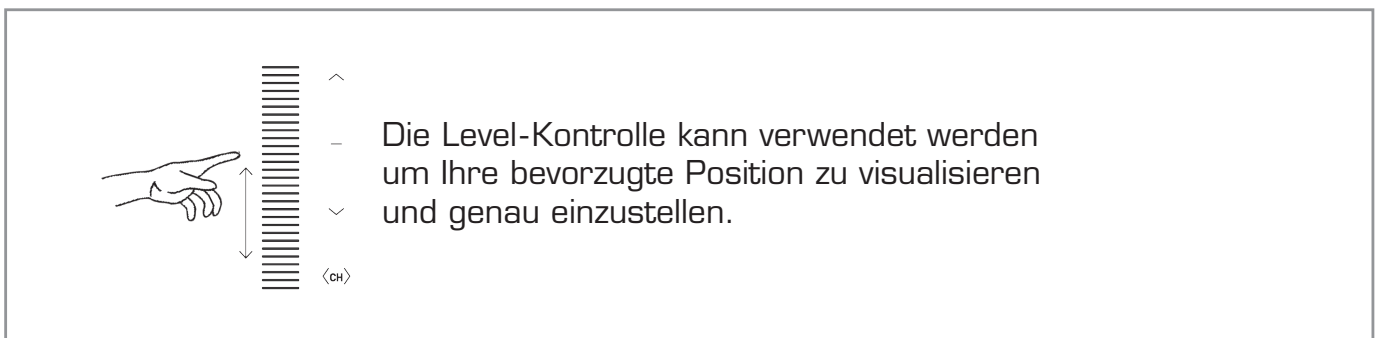 Die Level-Kontrolle kann verwendet werden
um Ihre bevorzugte Position zu visualisieren
und genau einzustellen.
〈CH〉